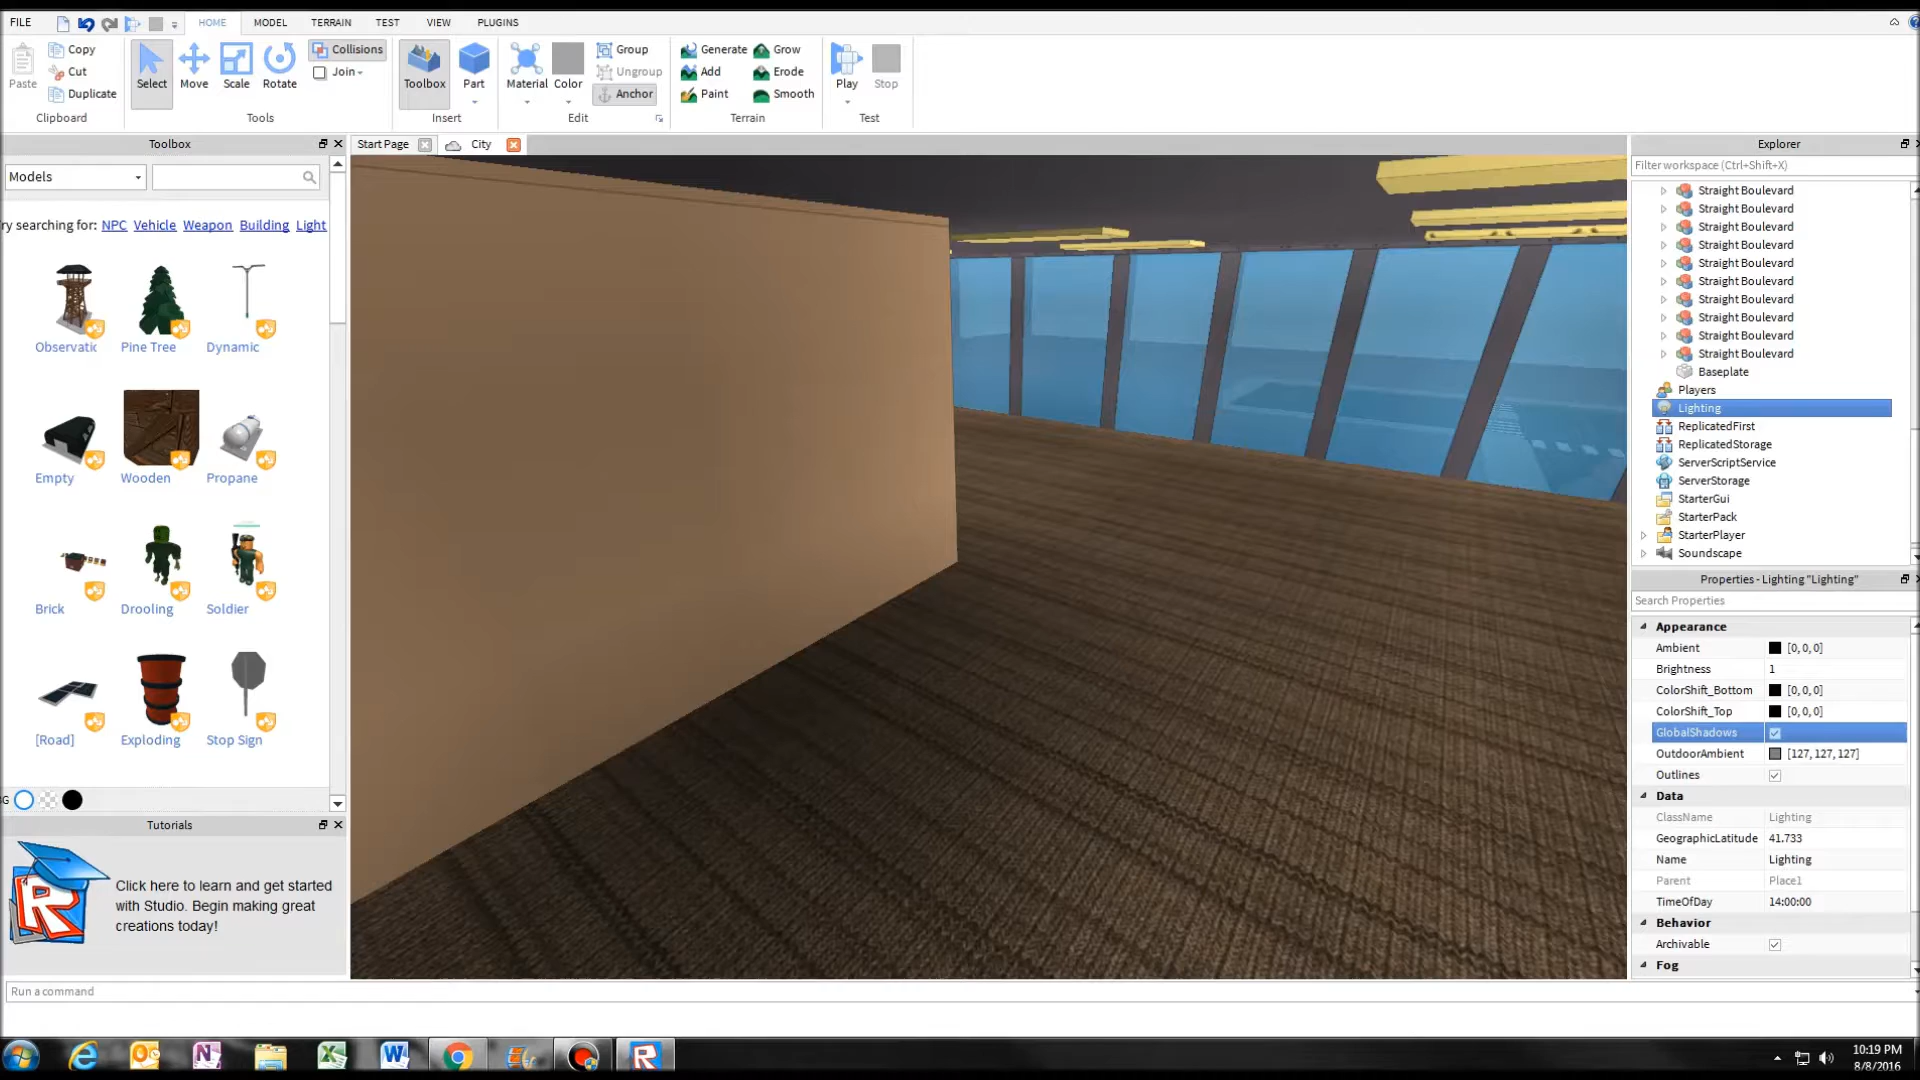 FILE HOME MODEL TERRAIN TEST VIEW PLUGINS
Paste Copy Cut Duplicate
Clipboard
Select Move Scale Rotate Collisions Join
Tools
Toolbox Part
Insert
Material Color Group Ungroup Anchor
Edit
Generate Grow
Add Erode
Paint Smooth
Terrain
Play Stop
Test
Toolbox
Models
ry searching for: NPC Vehicle Weapon Building Light
Observatic Pine Tree Dynamic
Empty Wooden Propane
Brick Drooling Soldier
[Road] Exploding Stop Sign
Tutorials
Click here to learn and get started
with Studio. Begin making great
creations today!
Start Page City
Explorer
Filter workspace (Ctrl+Shift+X)
Straight Boulevard
Straight Boulevard
Straight Boulevard
Straight Boulevard
Straight Boulevard
Straight Boulevard
Straight Boulevard
Straight Boulevard
Straight Boulevard
Straight Boulevard
Baseplate
Players
Lighting
ReplicatedFirst
ReplicatedStorage
ServerScriptService
ServerStorage
StarterGui
StarterPack
StarterPlayer
Soundscape
Properties - Lighting "Lighting"
Search Properties
Appearance
Ambient [0, 0, 0]
Brightness 1
ColorShift_Bottom [0, 0, 0]
ColorShift_Top [0, 0, 0]
GlobalShadows
OutdoorAmbient [127, 127, 127]
Outlines
Data
ClassName Lighting
GeographicLatitude 41.733
Name Lighting
Parent Place1
TimeOfDay 14:00:00
Behavior
Archivable
Fog
Run a command
10:19 PM
8/8/2016